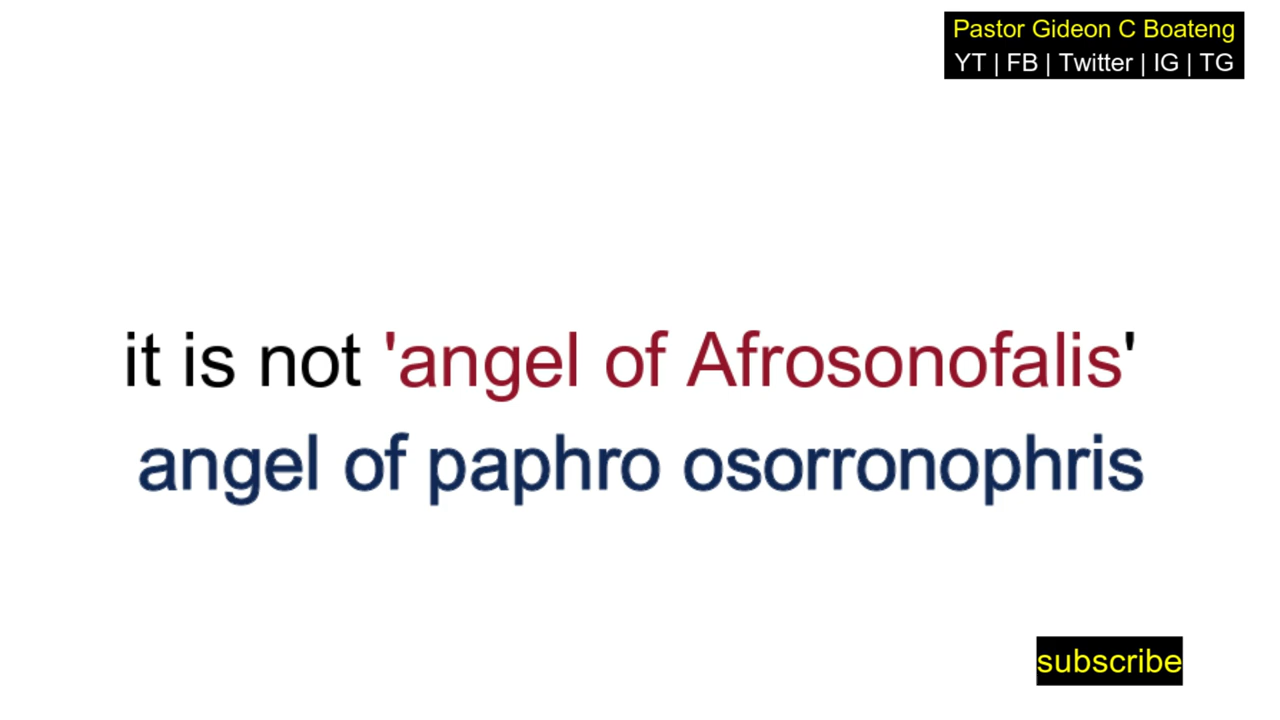 Pastor Gideon C Boateng
YT | FB | Twitter | IG | TG
it is not 'angel of Afrosonofalis'
angel of paphro osorronophris
subscribe